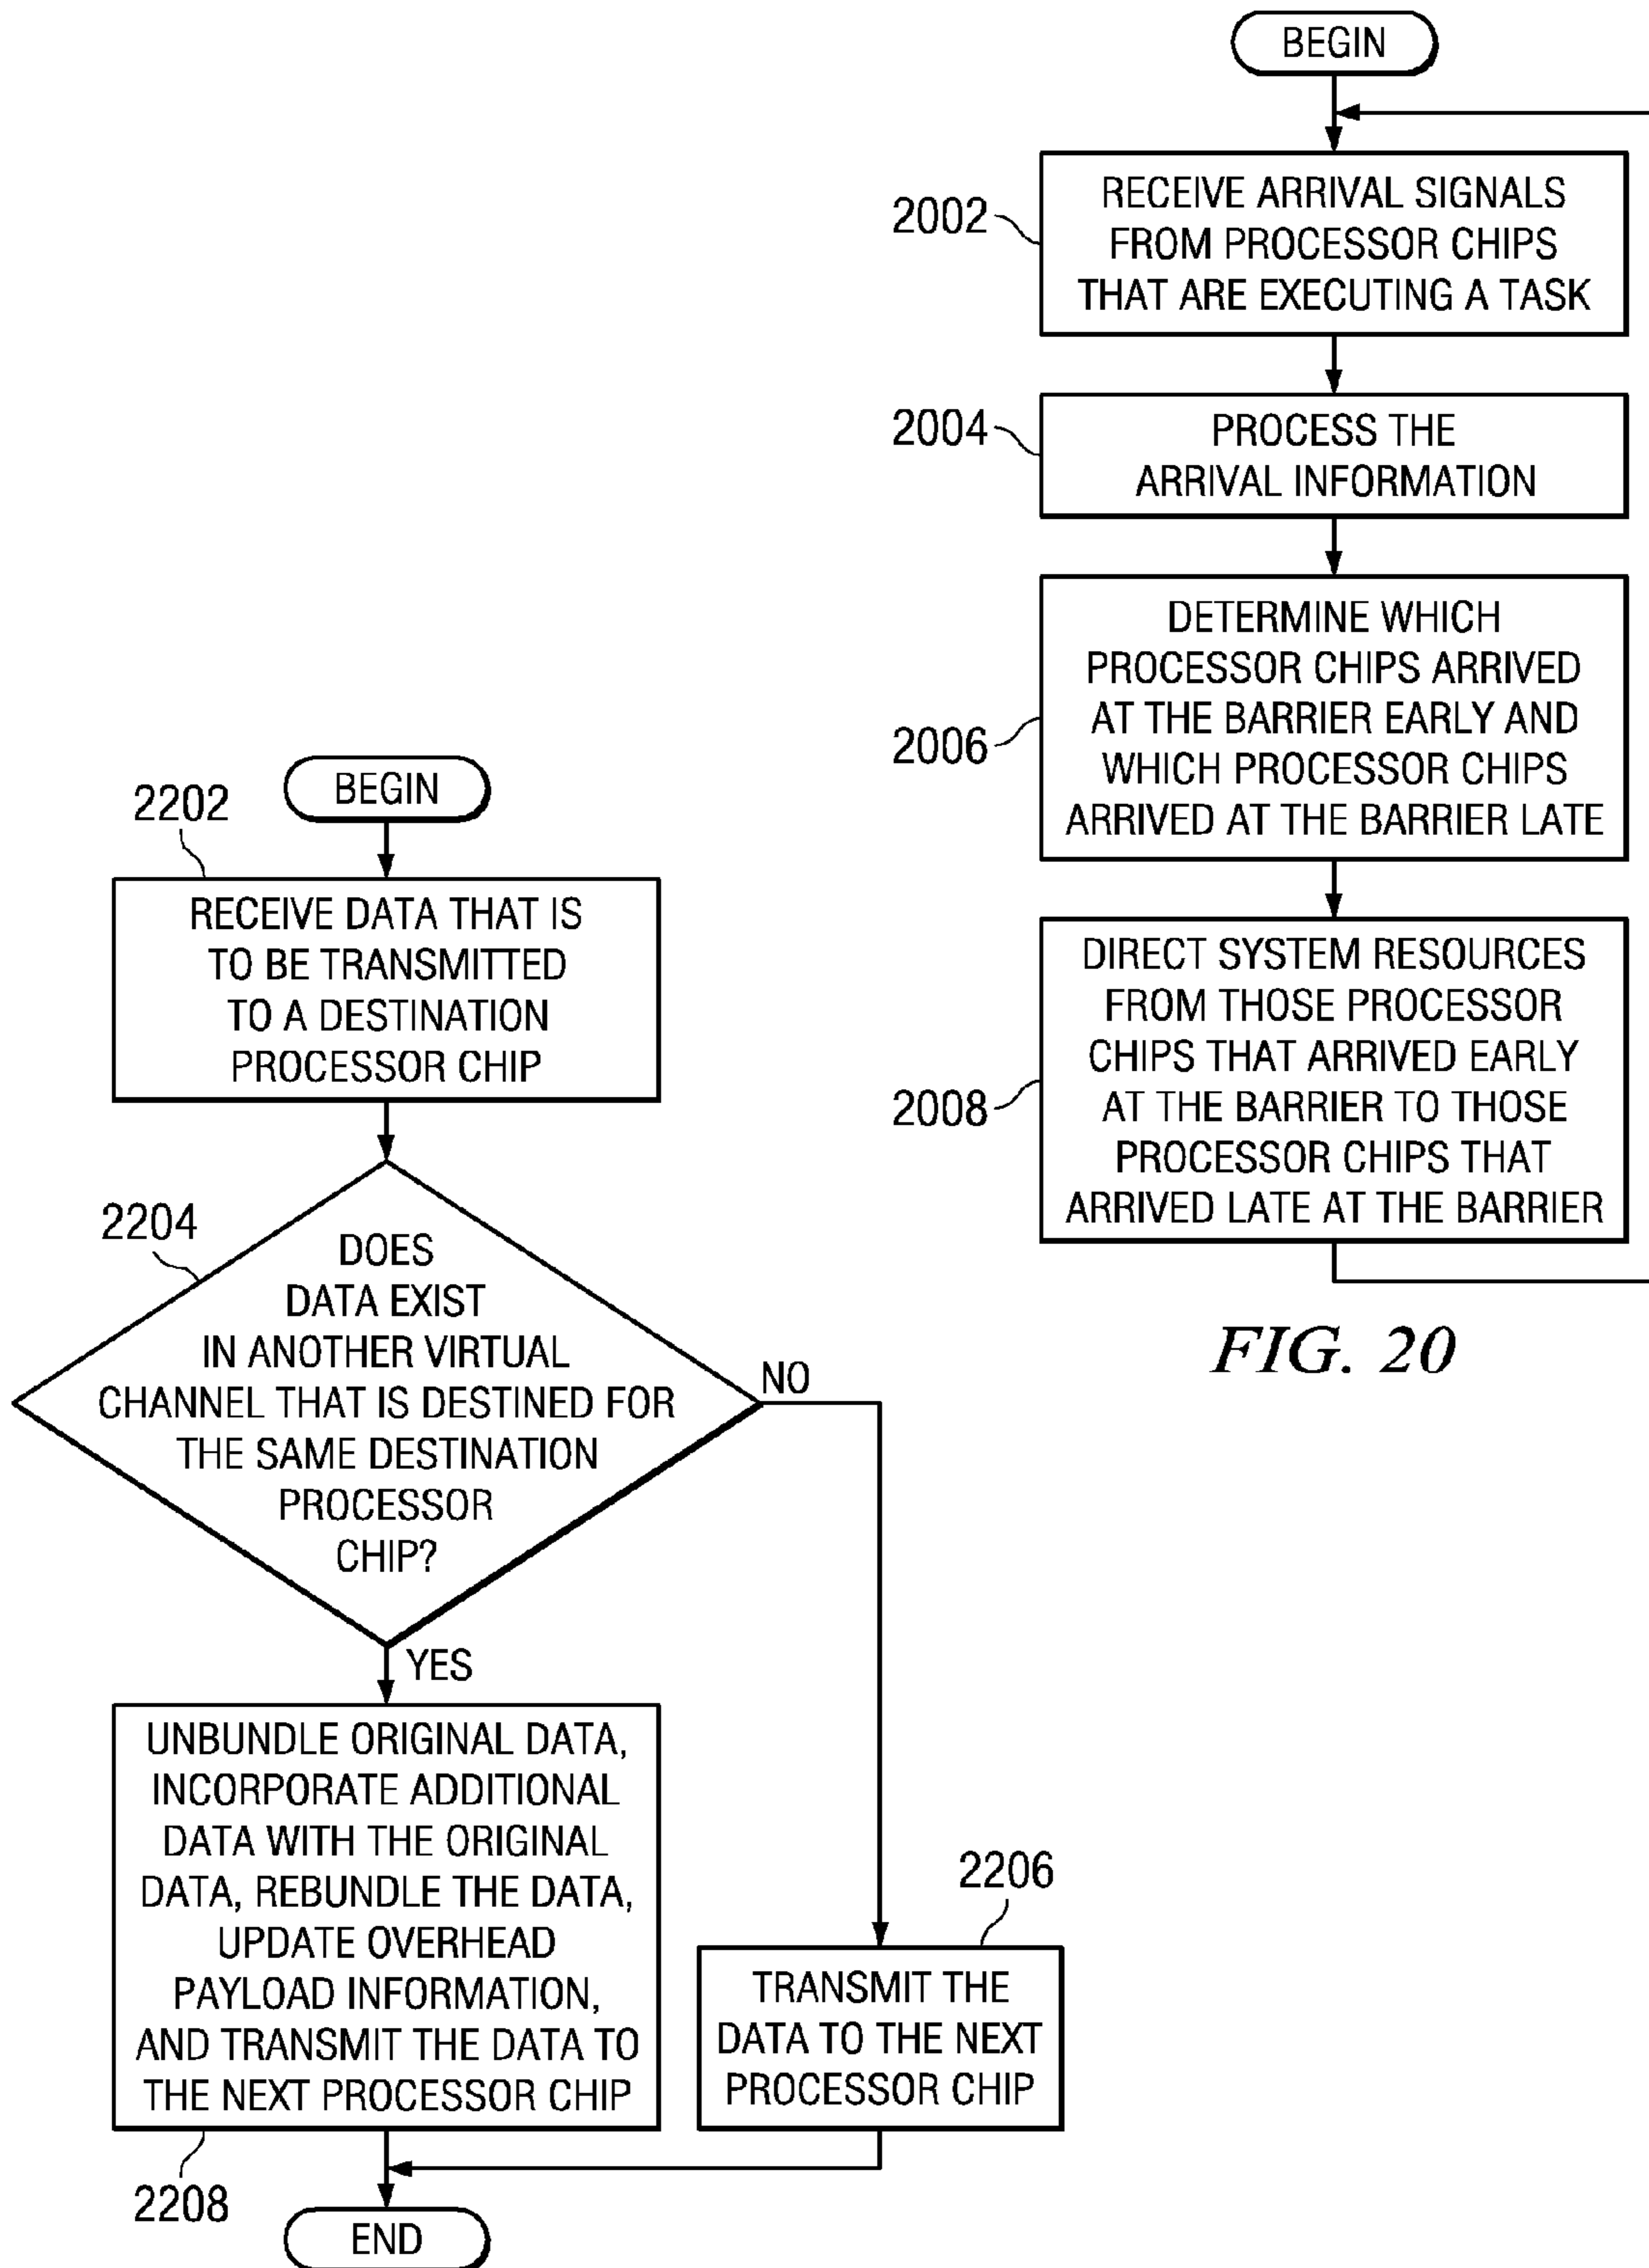 BEGIN
2002
RECEIVE ARRIVAL SIGNALS
FROM PROCESSOR CHIPS
THAT ARE EXECUTING A TASK
2004
PROCESS THE
ARRIVAL INFORMATION
2006
DETERMINE WHICH
PROCESSOR CHIPS ARRIVED
AT THE BARRIER EARLY AND
WHICH PROCESSOR CHIPS
ARRIVED AT THE BARRIER LATE
2008
DIRECT SYSTEM RESOURCES
FROM THOSE PROCESSOR
CHIPS THAT ARRIVED EARLY
AT THE BARRIER TO THOSE
PROCESSOR CHIPS THAT
ARRIVED LATE AT THE BARRIER
FIG. 20
BEGIN
2202
RECEIVE DATA THAT IS
TO BE TRANSMITTED
TO A DESTINATION
PROCESSOR CHIP
2204
DOES
DATA EXIST
IN ANOTHER VIRTUAL
CHANNEL THAT IS DESTINED FOR
THE SAME DESTINATION
PROCESSOR
CHIP?
NO
YES
UNBUNDLE ORIGINAL DATA,
INCORPORATE ADDITIONAL
DATA WITH THE ORIGINAL
DATA, REBUNDLE THE DATA,
UPDATE OVERHEAD
PAYLOAD INFORMATION,
AND TRANSMIT THE DATA TO
THE NEXT PROCESSOR CHIP
2208
2206
TRANSMIT THE
DATA TO THE NEXT
PROCESSOR CHIP
END